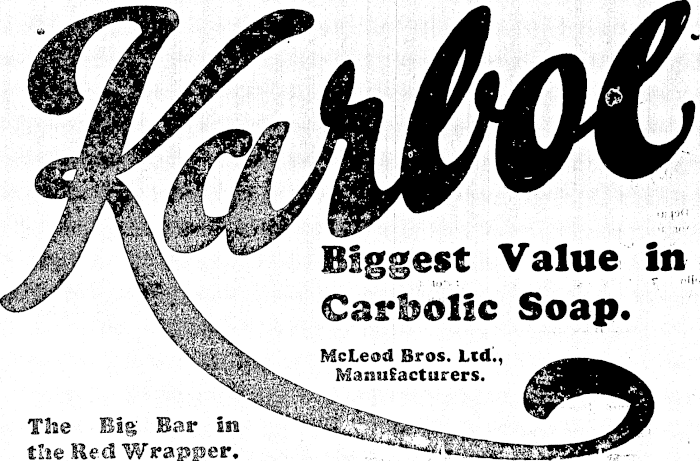 Karbol
Biggest Value in
Carbolic Soap.
McLeod Bros. Ltd.,
Manufacturers.
The Big Bar in
the Red Wrapper.